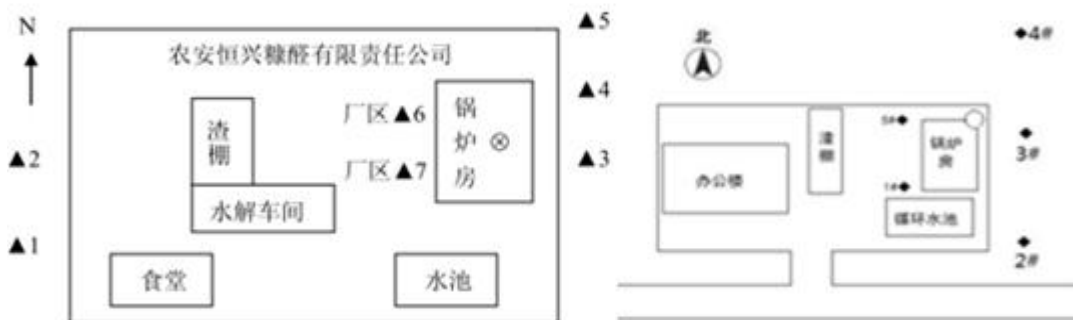 N
农安恒兴糠醛有限责任公司
渣棚
厂区▲6
厂区▲7
锅炉房
水解车间
食堂
水池
▲2
▲1
▲5
▲4
▲3
北
◆4#
渣棚
5#◆
锅炉房
3#
办公楼
1#◆
循环水池
2#